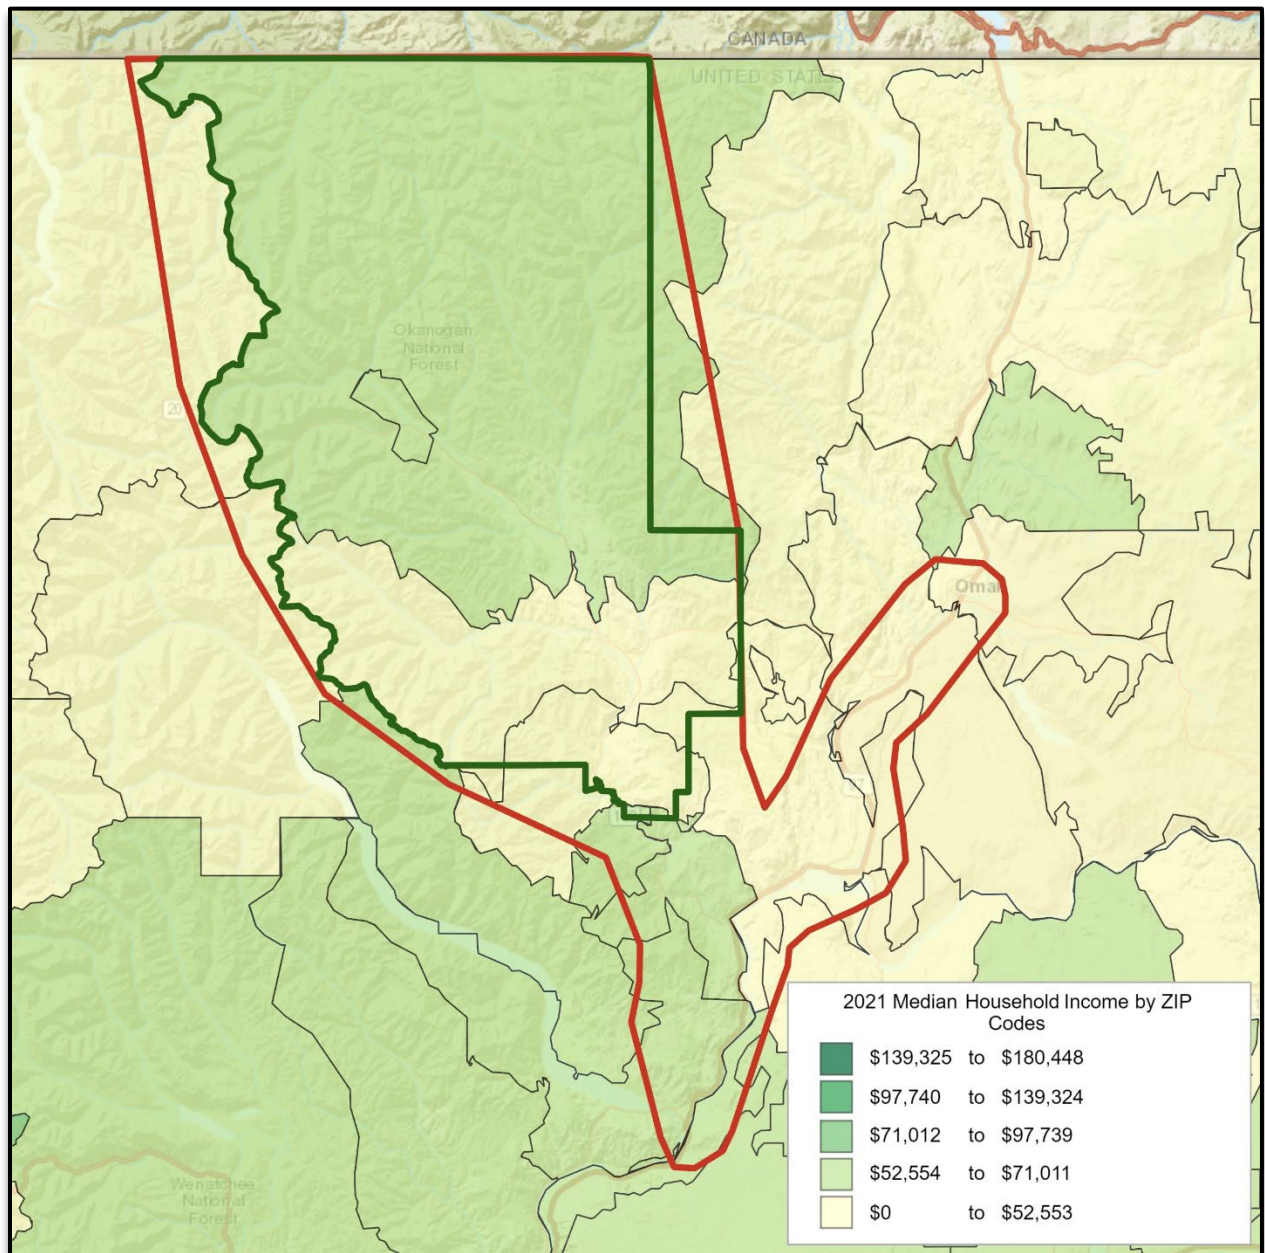 CANADA
UNITED STATE
Okanogan
National
Forest
20
Omak
Wenatchee
National
Forest
2021 Median Household Income by ZIP
Codes
$139,325 to $180,448
$97,740 to $139,324
$71,012 to $97,739
$52,554 to $71,011
$0 to $52,553